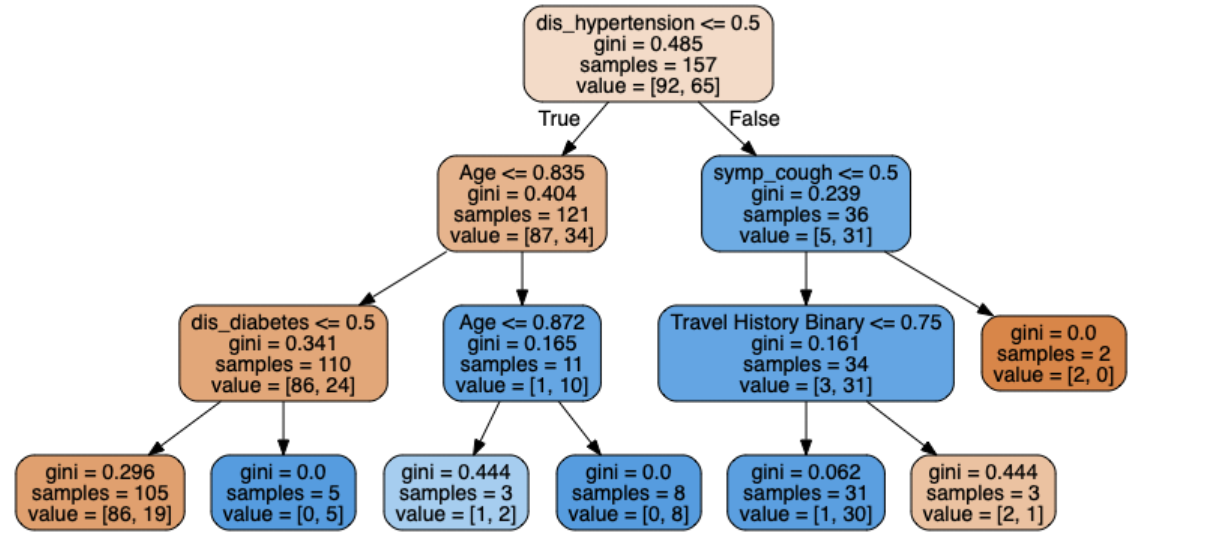 dis_hypertension <= 0.5
gini = 0.485
samples = 157
value = [92, 65]
True
False
Age <= 0.835
gini = 0.404
samples = 121
value = [87, 34]
symp_cough <= 0.5
gini = 0.239
samples = 36
value = [5, 31]
dis_diabetes <= 0.5
gini = 0.341
samples = 110
value = [86, 24]
Age <= 0.872
gini = 0.165
samples = 11
value = [1, 10]
Travel History Binary <= 0.75
gini = 0.161
samples = 34
value = [3, 31]
gini = 0.0
samples = 2
value = [2, 0]
gini = 0.296
samples = 105
value = [86, 19]
gini = 0.0
samples = 5
value = [0, 5]
gini = 0.444
samples = 3
value = [1, 2]
gini = 0.0
samples = 8
value = [0, 8]
gini = 0.062
samples = 31
value = [1, 30]
gini = 0.444
samples = 3
value = [2, 1]